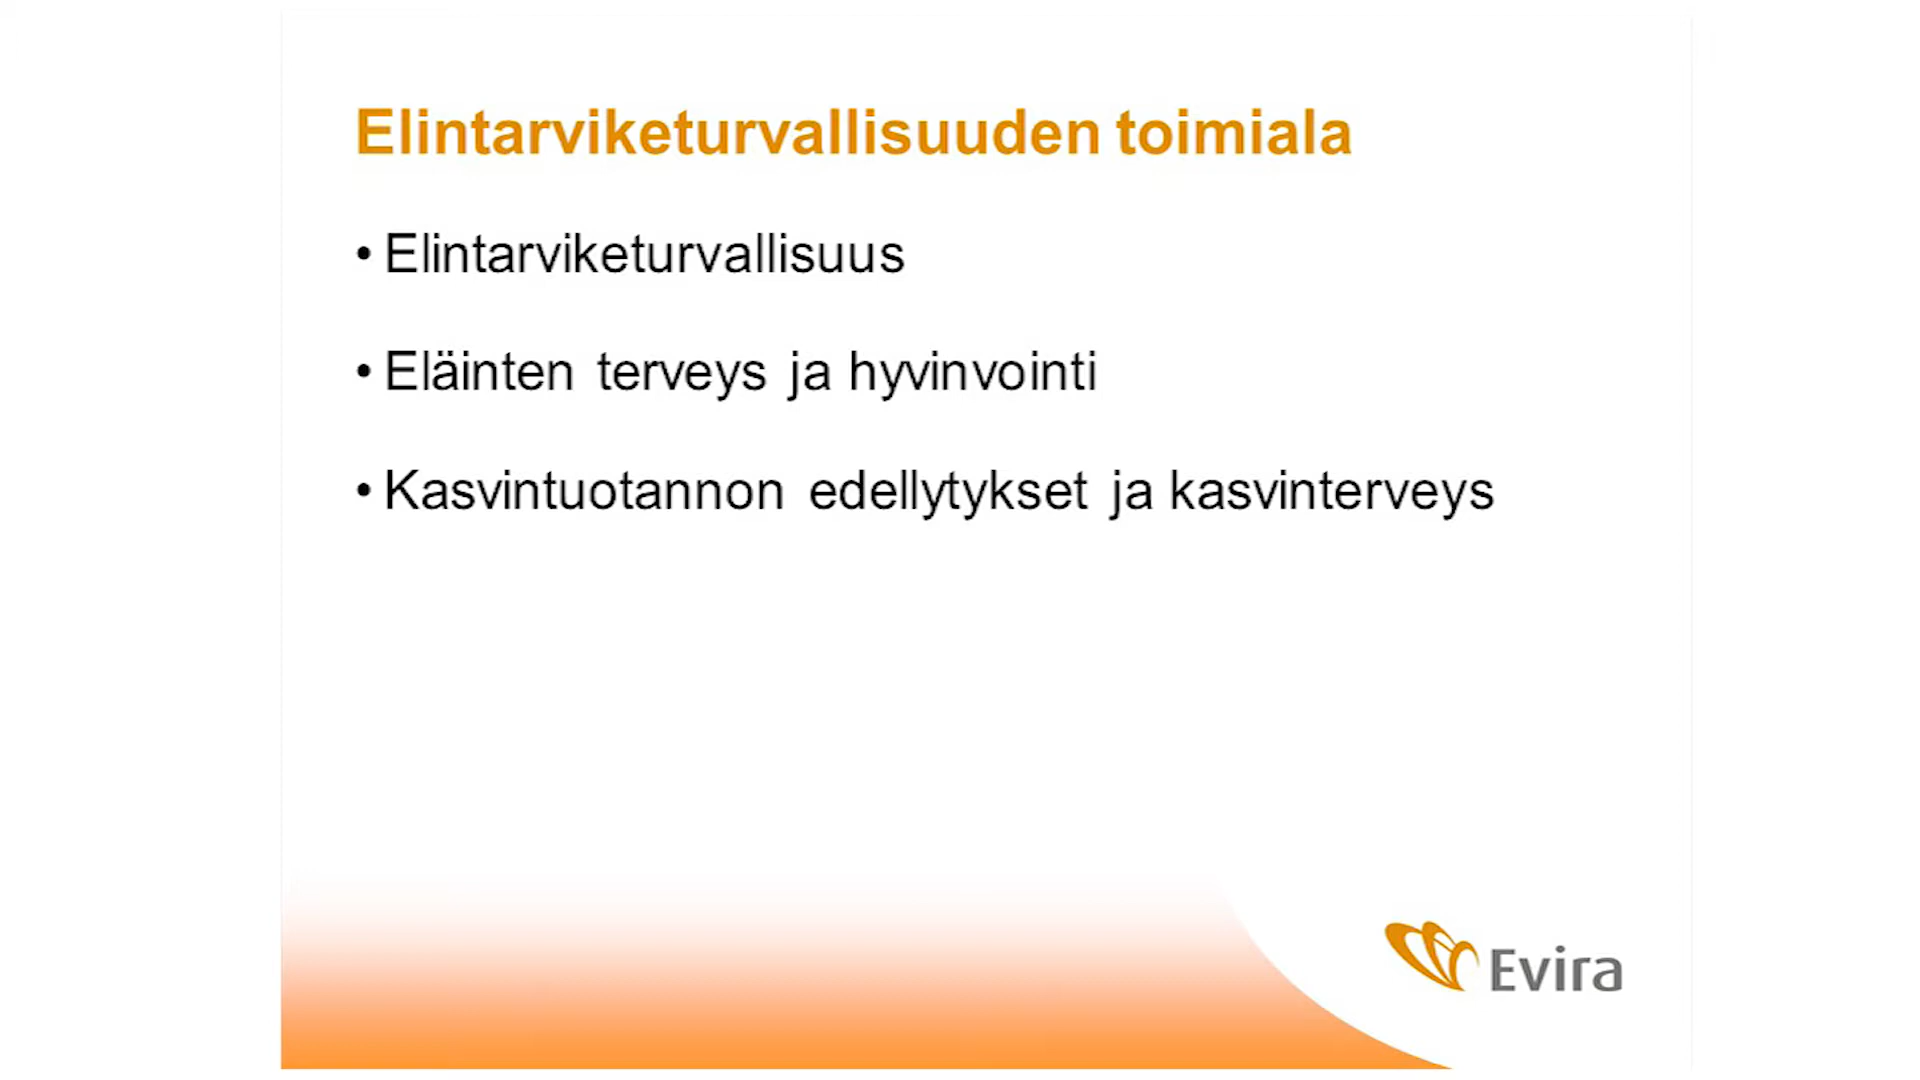 Elintarviketurvallisuuden toimiala
• Elintarviketurvallisuus
• Eläinten terveys ja hyvinvointi
• Kasvintuotannon edellytykset ja kasvinterveys
Evira